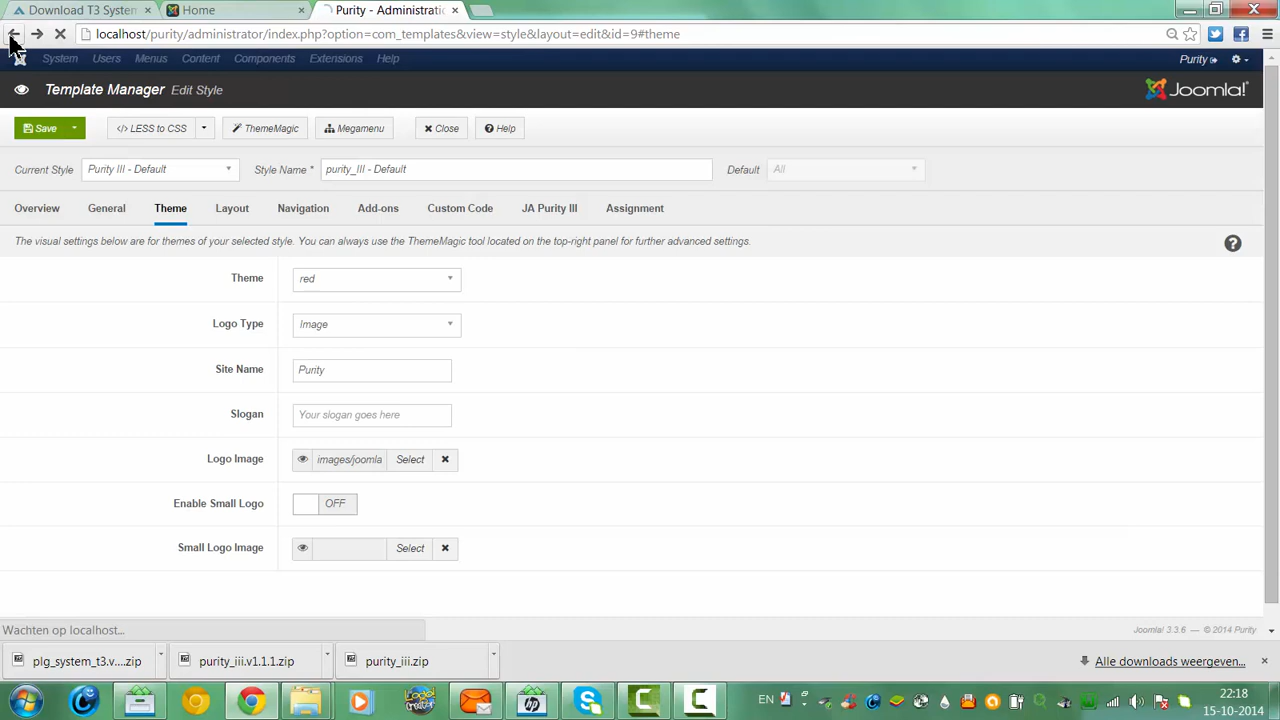 Download T3 System
Home
Purity - Administratio
localhost/purity/administrator/index.php?option=com_templates&view=style&layout=edit&id=9#theme
System Users Menus Content Components Extensions Help
Purity
Template Manager Edit Style
Joomla!
Save
</> LESS to CSS
ThemeMagic
Megamenu
Close
Help
Current Style
Purity III - Default
Style Name *
purity_III - Default
Default
All
Overview General Theme Layout Navigation Add-ons Custom Code JA Purity III Assignment
The visual settings below are for themes of your selected style. You can always use the ThemeMagic tool located on the top-right panel for further advanced settings.
Theme
red
Logo Type
Image
Site Name
Purity
Slogan
Your slogan goes here
Logo Image
images/joomla
Select
Enable Small Logo
OFF
Small Logo Image
Select
Wachten op localhost...
Joomla! 3.3.6 — © 2014 Purity
plg_system_t3.v....zip
purity_iii.v1.1.1.zip
purity_iii.zip
Alle downloads weergeven...
EN
22:18
15-10-2014